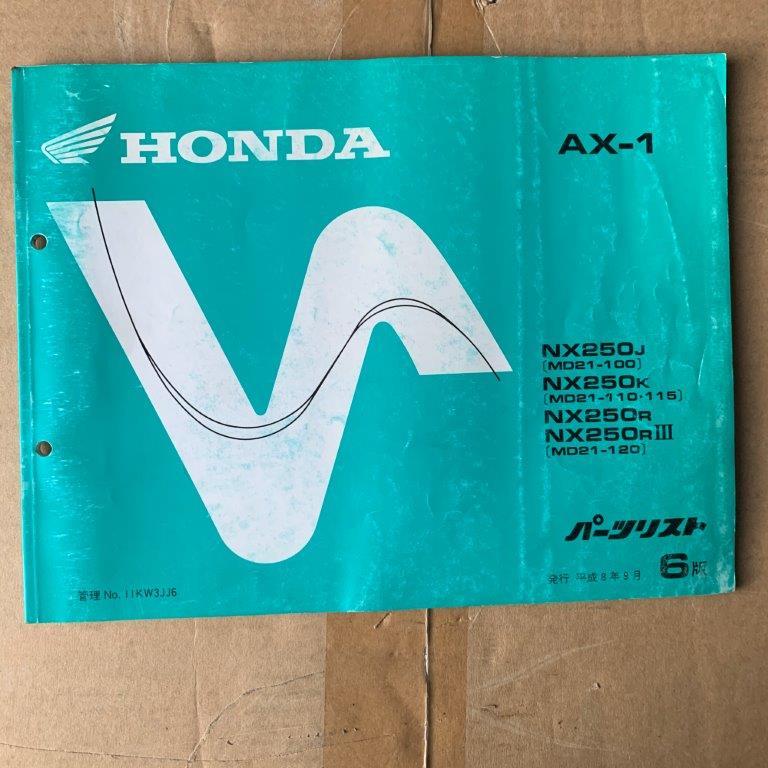 HONDA
AX-1
NX250J
(MD21-100)
NX250K
(MD21-110・115)
NX250R
NX250RⅢ
(MD21-120)
パーツリスト
発行 平成8年9月 6版
管理 No. 11KW3JJ6